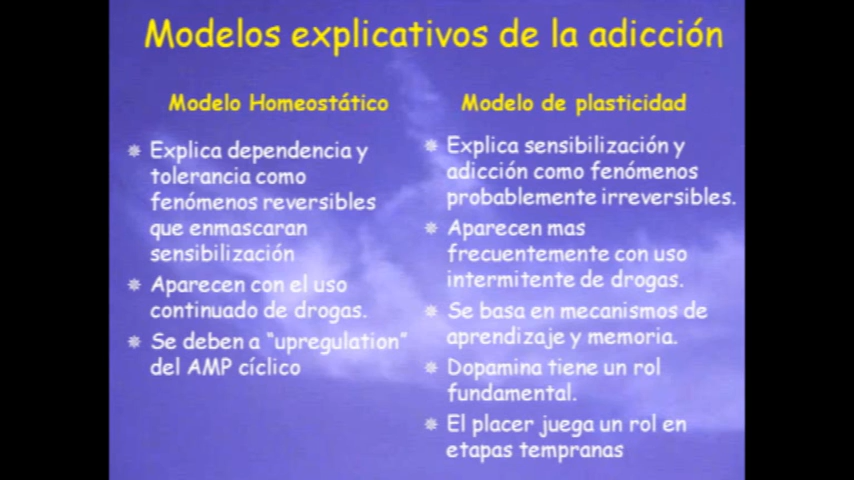 Modelos explicativos de la adicción
Modelo Homeostático
Explica dependencia y
tolerancia como
fenómenos reversibles
que enmascaran
sensibilización
Aparecen con el uso
continuado de drogas.
Se deben a “upregulation”
del AMP cíclico
Modelo de plasticidad
Explica sensibilización y
adicción como fenómenos
probablemente irreversibles.
Aparecen mas
frecuentemente con uso
intermitente de drogas.
Se basa en mecanismos de
aprendizaje y memoria.
Dopamina tiene un rol
fundamental.
El placer juega un rol en
etapas tempranas